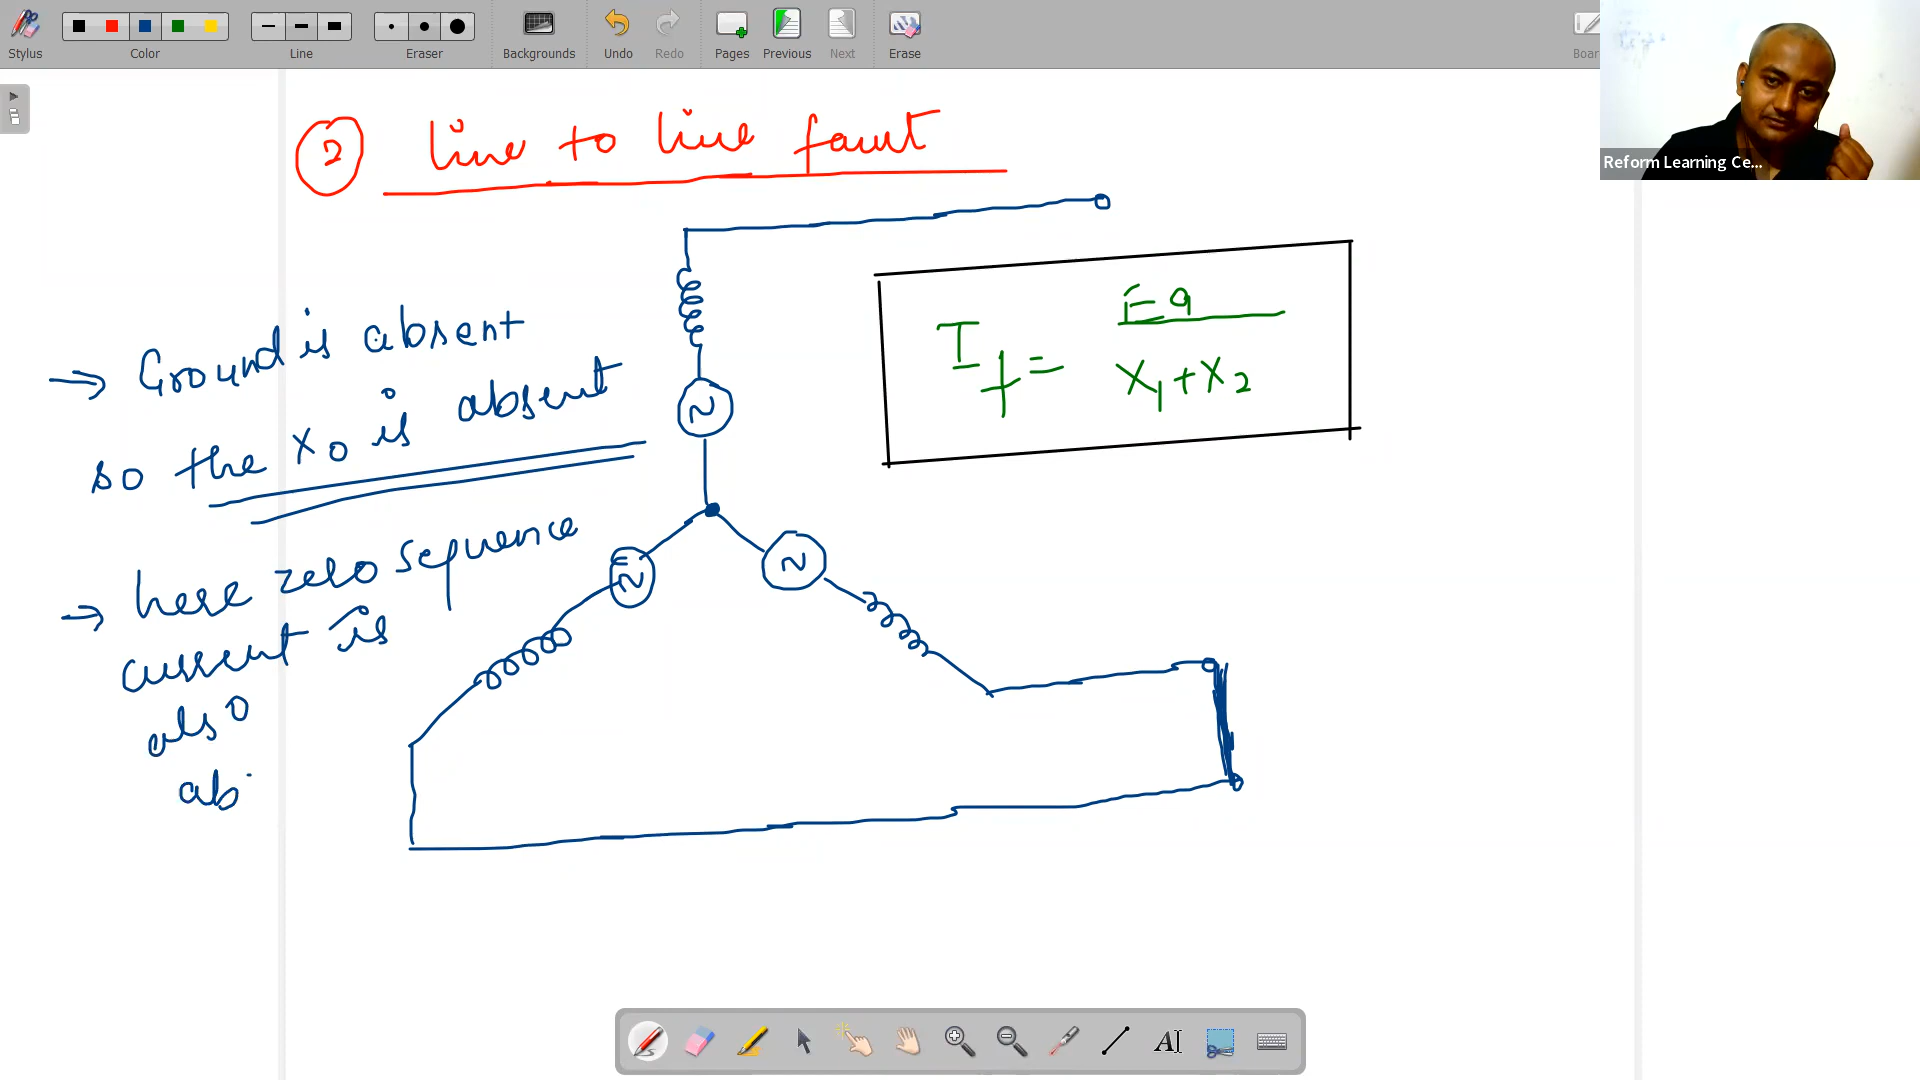 Stylus
Color
Line
Eraser
Backgrounds
Undo
Redo
Pages
Previous
Next
Erase
Boar
Reform Learning Ce...
2 line to line fault
→ Ground is absent
so the X0 is absent
→ here zero sequence
current is
also
ab
If = Ea
X1+X2
N
N
N
AI